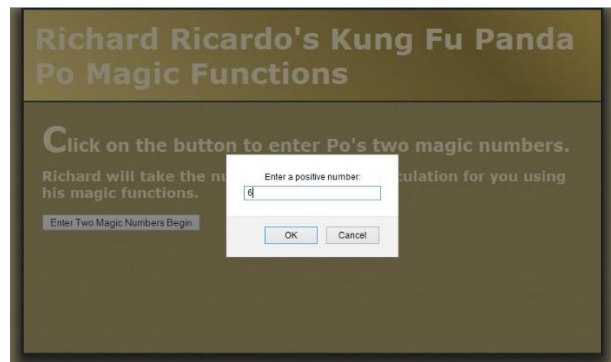 Richard Ricardo's Kung Fu Panda
Po Magic Functions
Click on the button to enter Po's two magic numbers.
Richard will take the culation for you using
his magic functions.
Enter Two Magic Numbers Begin
Enter a positive number:
6
OK Cancel